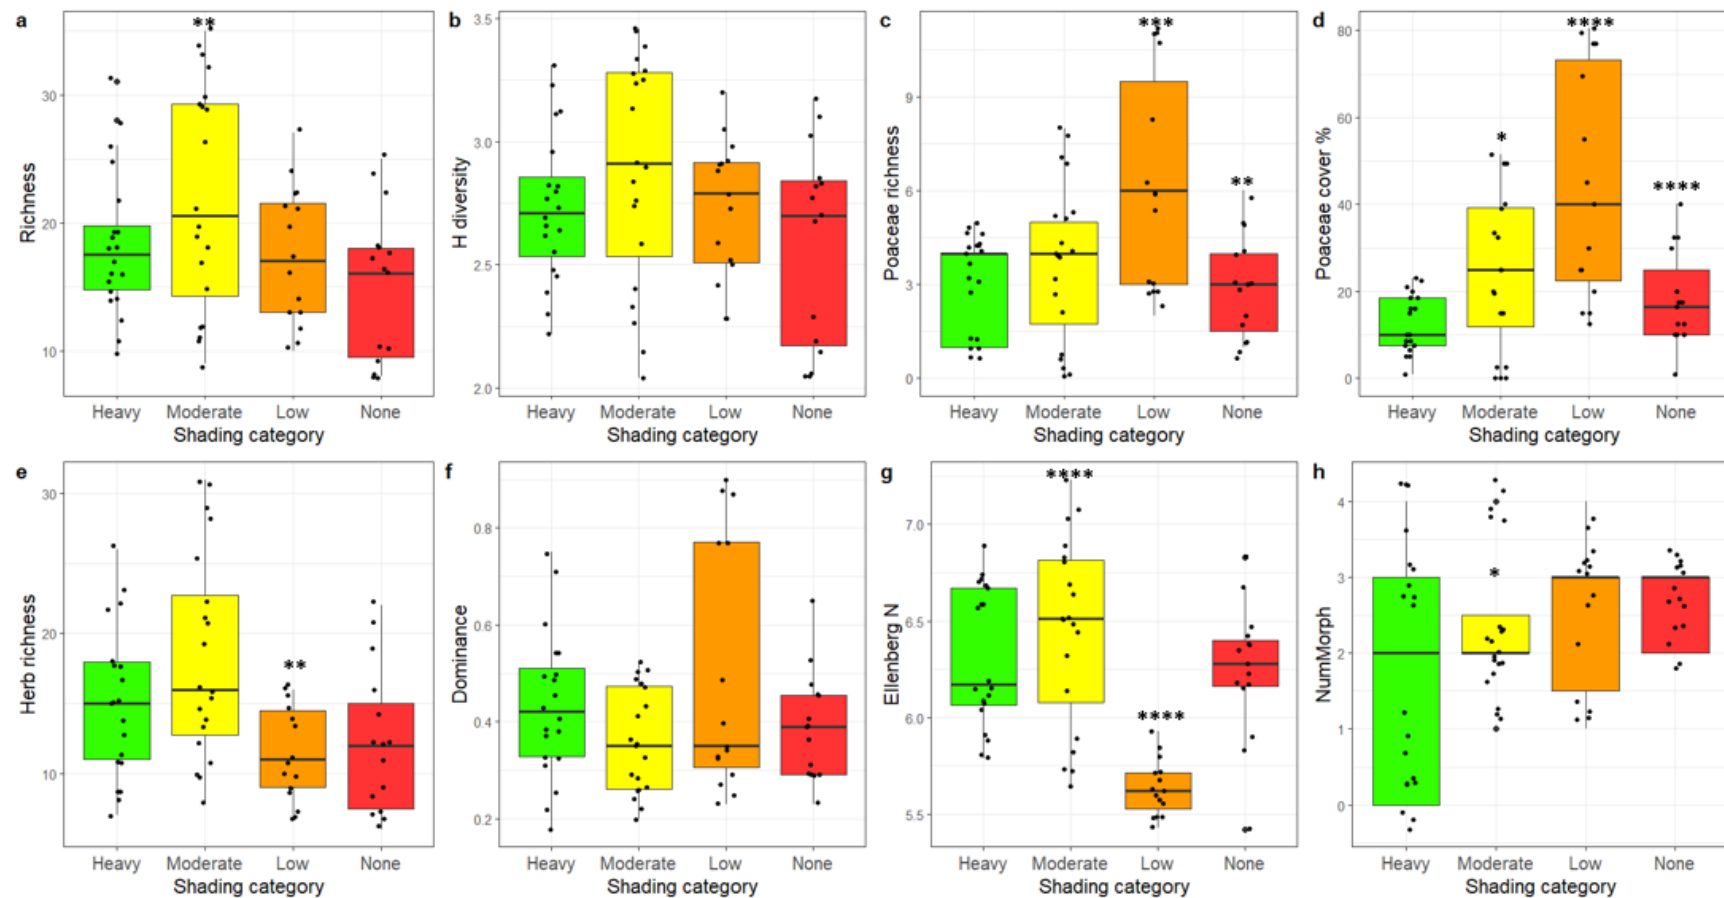 a
**
Richness
30
20
10
Heavy Moderate Low None
Shading category
b
H diversity
3.5
3.0
2.5
2.0
Heavy Moderate Low None
Shading category
c
***
**
Poaceae richness
9
6
3
0
Heavy Moderate Low None
Shading category
d
****
*
****
Poaceae cover %
80
60
40
20
0
Heavy Moderate Low None
Shading category
e
**
Herb richness
30
20
10
Heavy Moderate Low None
Shading category
f
Dominance
0.8
0.6
0.4
0.2
Heavy Moderate Low None
Shading category
g
****
****
Ellenberg N
7.0
6.5
6.0
5.5
Heavy Moderate Low None
Shading category
h
*
NumMorph
4
3
2
1
0
Heavy Moderate Low None
Shading category